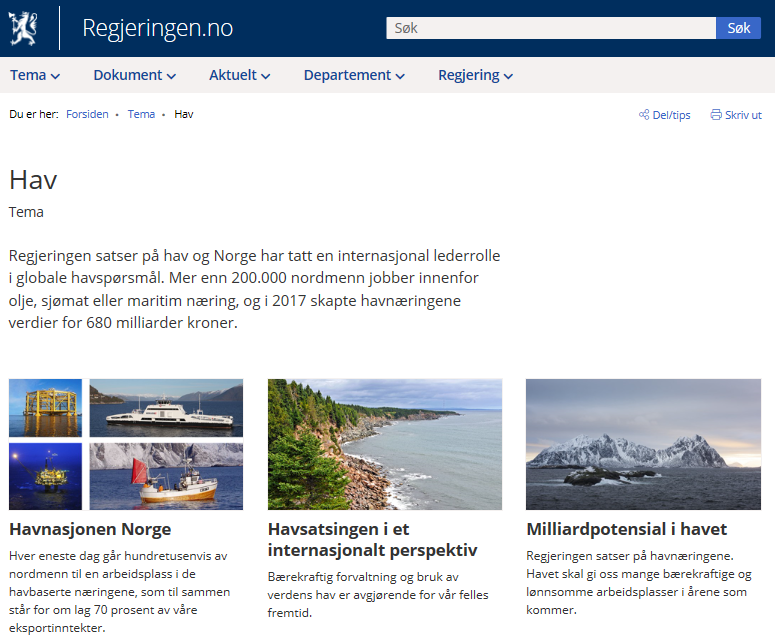 Regjeringen.no
Søk
Søk
Tema
Dokument
Aktuelt
Departement
Regjering
Du er her: Forsiden • Tema • Hav
Del/tips
Skriv ut
Hav
Tema
Regjeringen satser på hav og Norge har tatt en internasjonal lederrolle
i globale havspørsmål. Mer enn 200.000 nordmenn jobber innenfor
olje, sjømat eller maritim næring, og i 2017 skapte havnæringene
verdier for 680 milliarder kroner.
Havnasjonen Norge
Hver eneste dag går hundretusenvis av
nordmenn til en arbeidsplass i de
havbaserte næringene, som til sammen
står for om lag 70 prosent av våre
eksportinntekter.
Havsatsingen i et
internasjonalt perspektiv
Bærekraftig forvaltning og bruk av
verdens hav er avgjørende for vår felles
fremtid.
Milliardpotensial i havet
Regjeringen satser på havnæringene.
Havet skal gi oss mange bærekraftige og
lønnsomme arbeidsplasser i årene som
kommer.